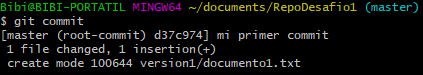 Bibi@BIBI-PORTATIL MINGW64 ~/documents/RepoDesafio1 (master)
$ git commit
[master (root-commit) d37c974] mi primer commit
 1 file changed, 1 insertion(+)
 create mode 100644 version1/documento1.txt